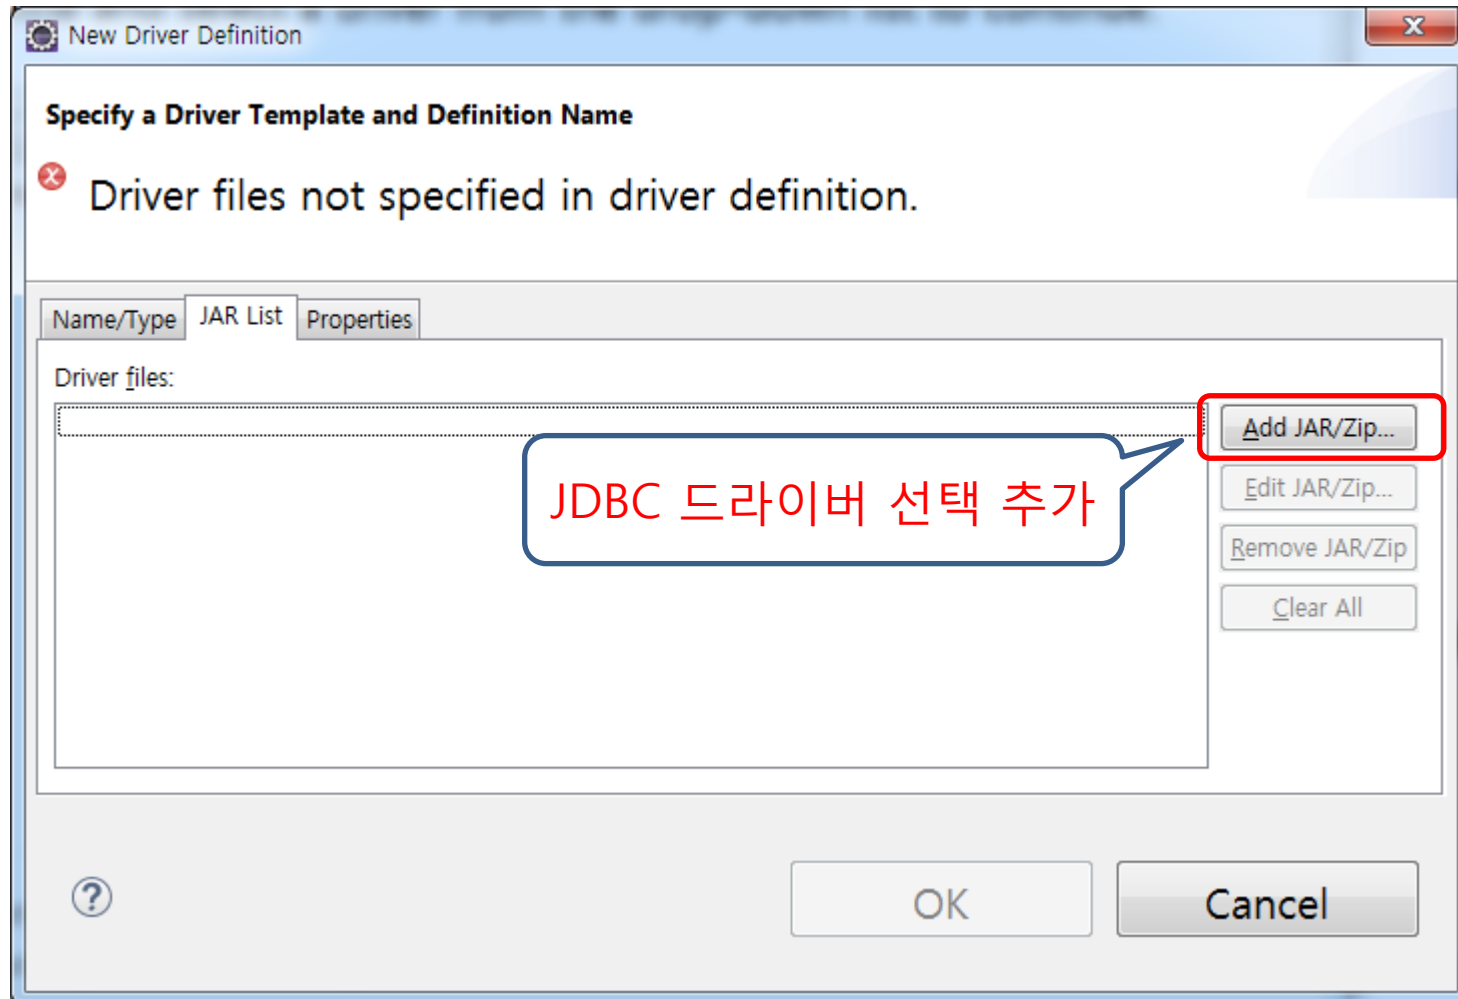 New Driver Definition
Specify a Driver Template and Definition Name
Driver files not specified in driver definition.
Name/Type JAR List Properties
Driver files:
Add JAR/Zip...
JDBC 드라이버 선택 추가
Edit JAR/Zip...
Remove JAR/Zip
Clear All
OK Cancel